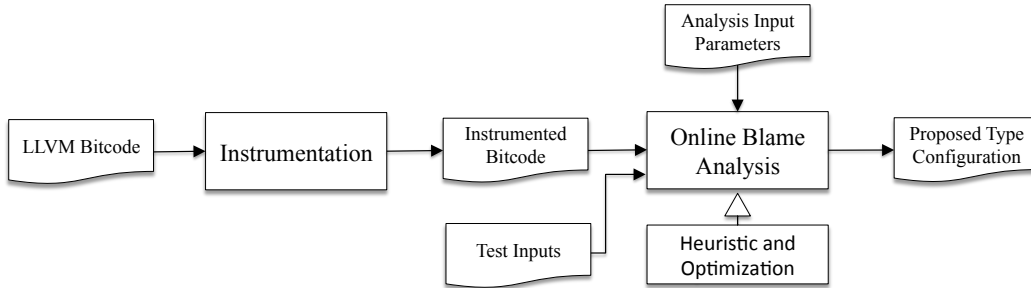 Analysis Input
Parameters
LLVM Bitcode
Instrumentation
Instrumented
Bitcode
Online Blame
Analysis
Proposed Type
Configuration
Test Inputs
Heuristic and
Optimization